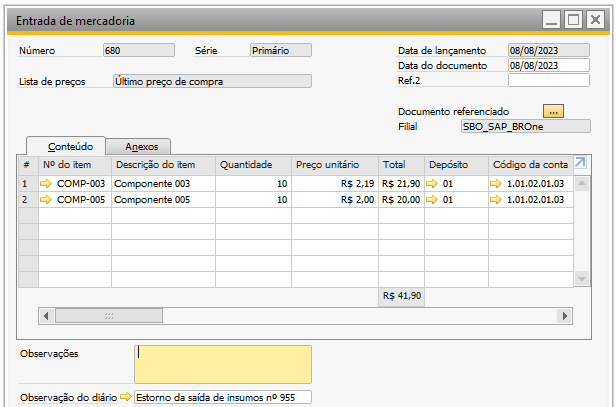 Entrada de mercadoria
Número 680 Série Primário Data de lançamento 08/08/2023
Data do documento 08/08/2023
Lista de preços Último preço de compra Ref.2
Documento referenciado ...
Filial SBO_SAP_BROne
Conteúdo Anexos
# Nº do item Descrição do item Quantidade Preço unitário Total Depósito Código da conta
1 COMP-003 Componente 003 10 R$ 2,19 R$ 21,90 01 1.01.02.01.03
2 COMP-005 Componente 005 10 R$ 2,00 R$ 20,00 01 1.01.02.01.03
R$ 41,90
Observações
Observação do diário Estorno da saída de insumos nº 955